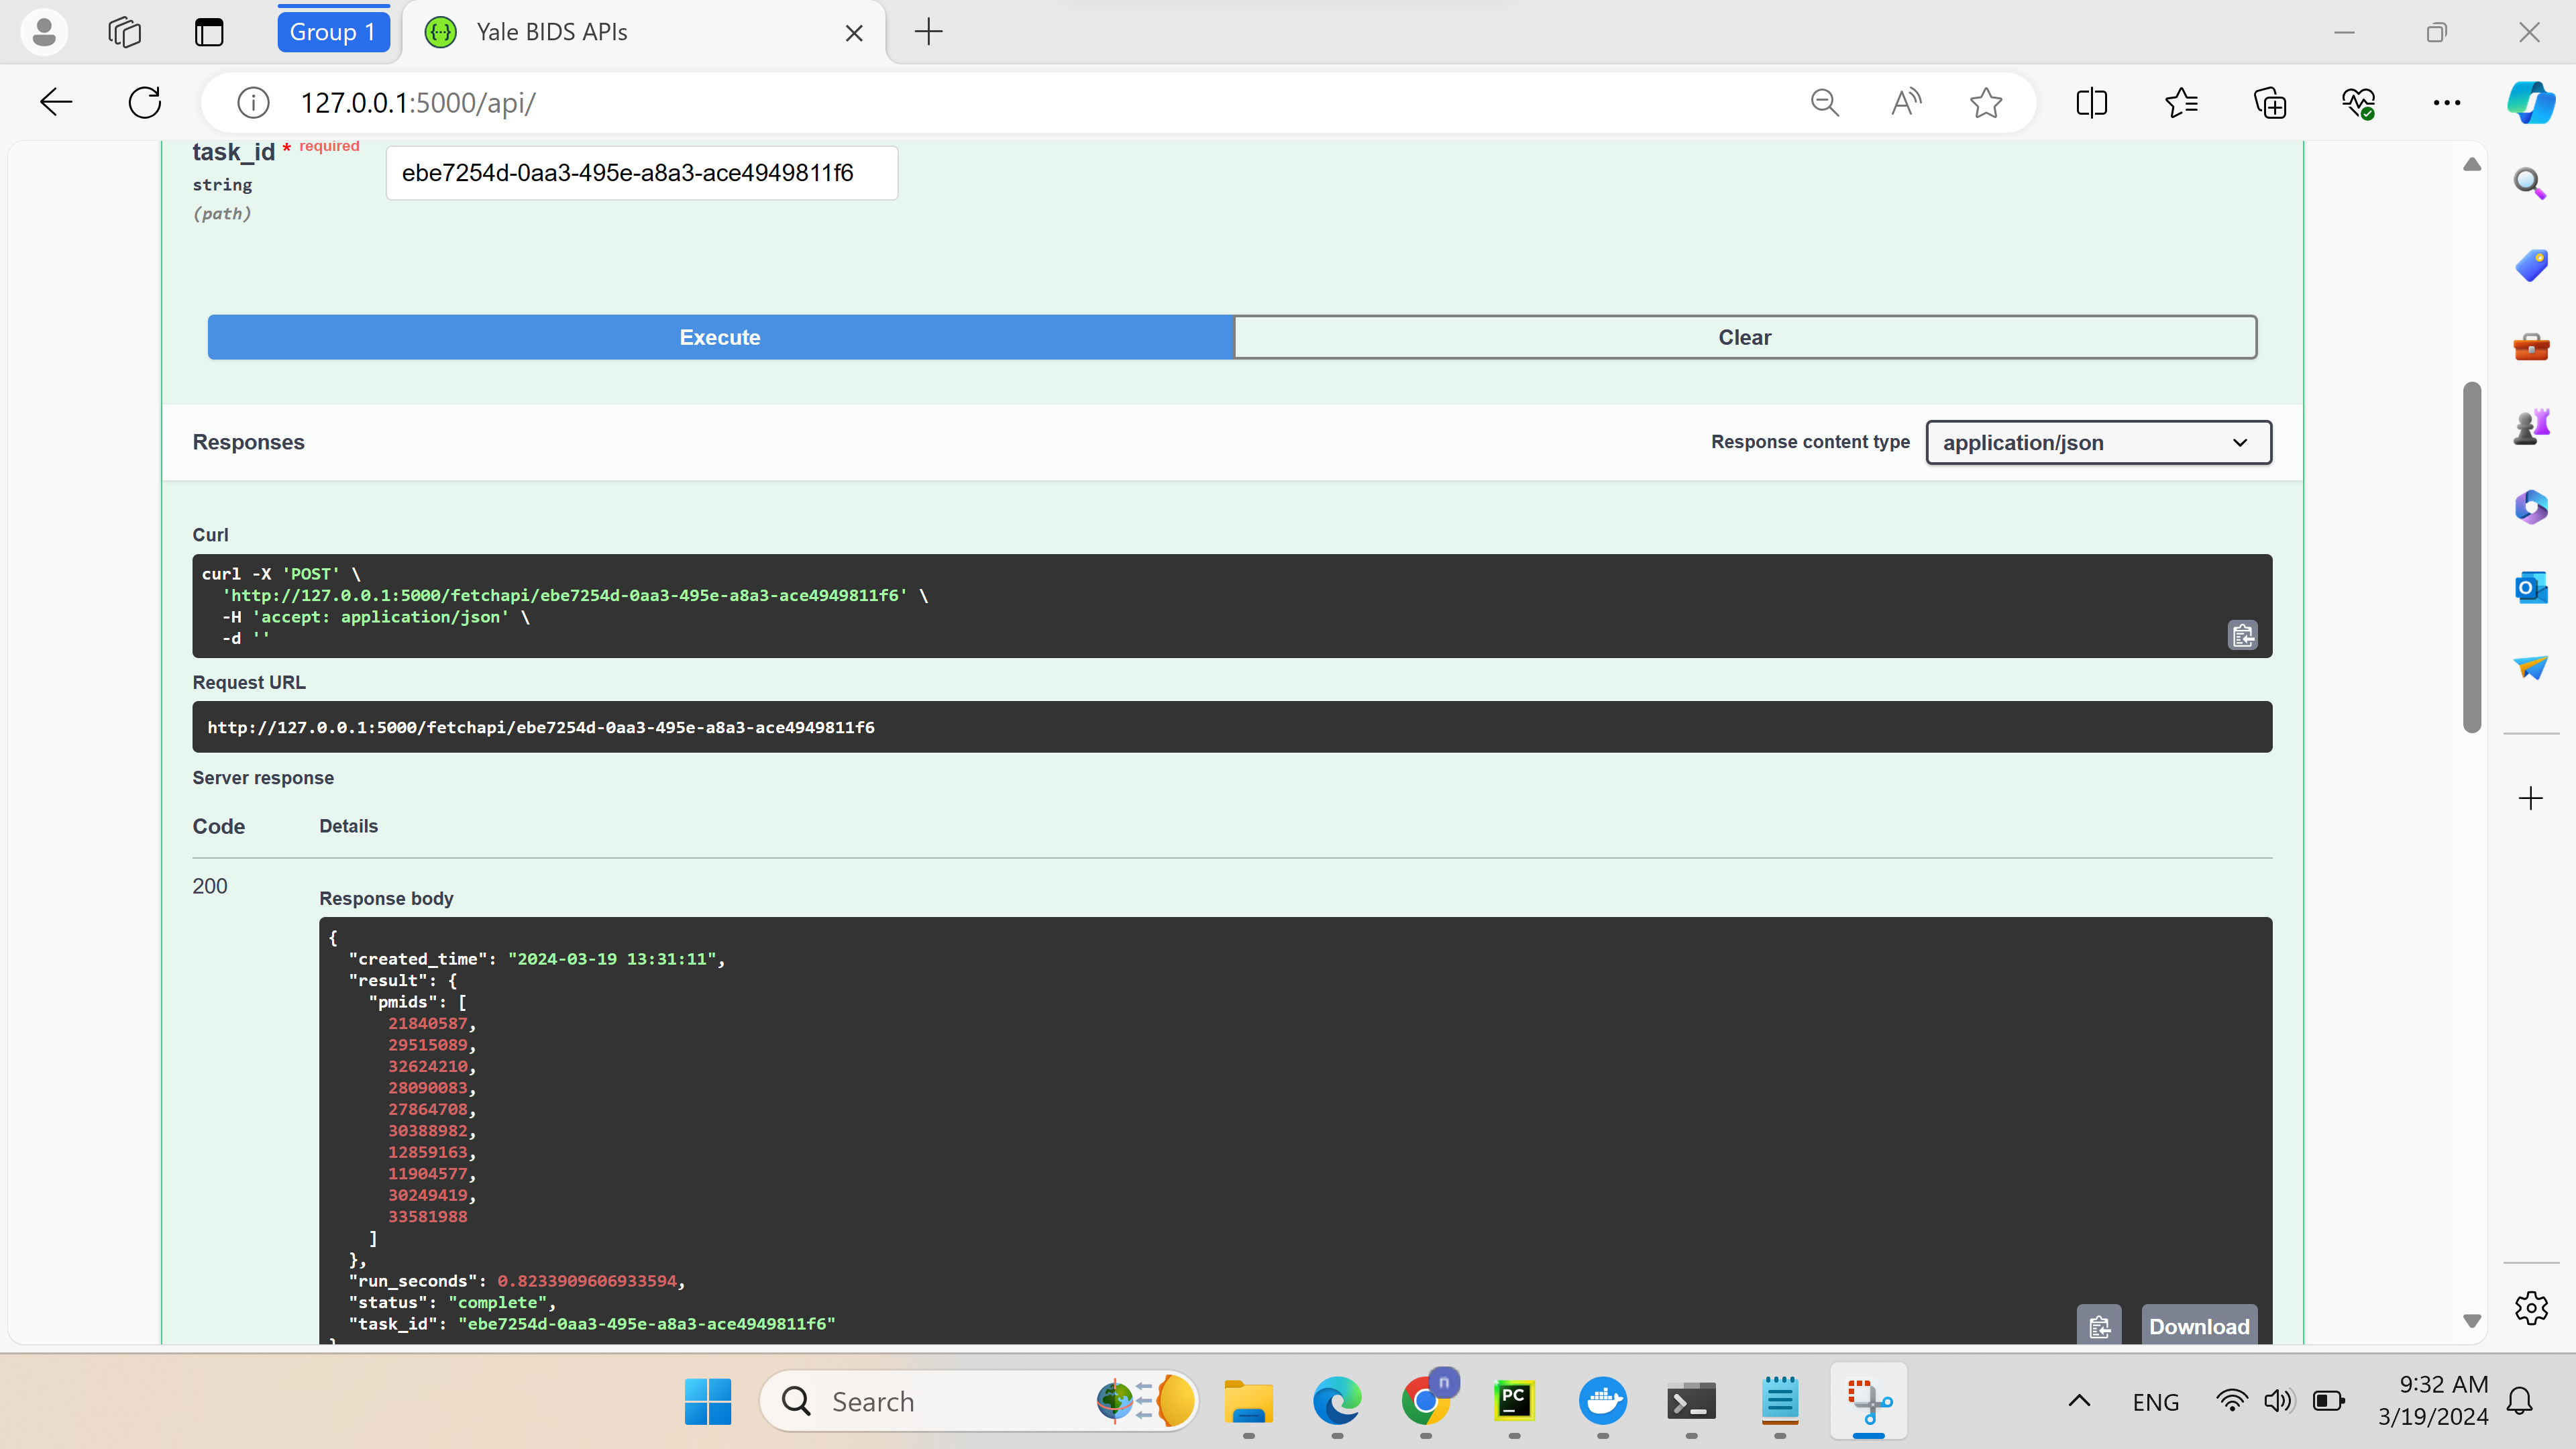 Group 1
Yale BIDS APIs
127.0.0.1:5000/api/
task_id * required
ebe7254d-0aa3-495e-a8a3-ace4949811f6
string
(path)
Execute
Clear
Responses
Response content type
application/json
Curl
curl -X 'POST' \
'http://127.0.0.1:5000/fetchapi/ebe7254d-0aa3-495e-a8a3-ace4949811f6' \
-H 'accept: application/json' \
-d ''
Request URL
http://127.0.0.1:5000/fetchapi/ebe7254d-0aa3-495e-a8a3-ace4949811f6
Server response
Code Details
200
Response body
{
"created_time": "2024-03-19 13:31:11",
"result": {
"pmids": [
21840587,
29515089,
32624210,
28090083,
27864708,
30388982,
12859163,
11904577,
30249419,
33581988
]
},
"run_seconds": 0.8233909606933594,
"status": "complete",
"task_id": "ebe7254d-0aa3-495e-a8a3-ace4949811f6"
}
Download
Search
n
PC
ENG
9:32 AM
3/19/2024